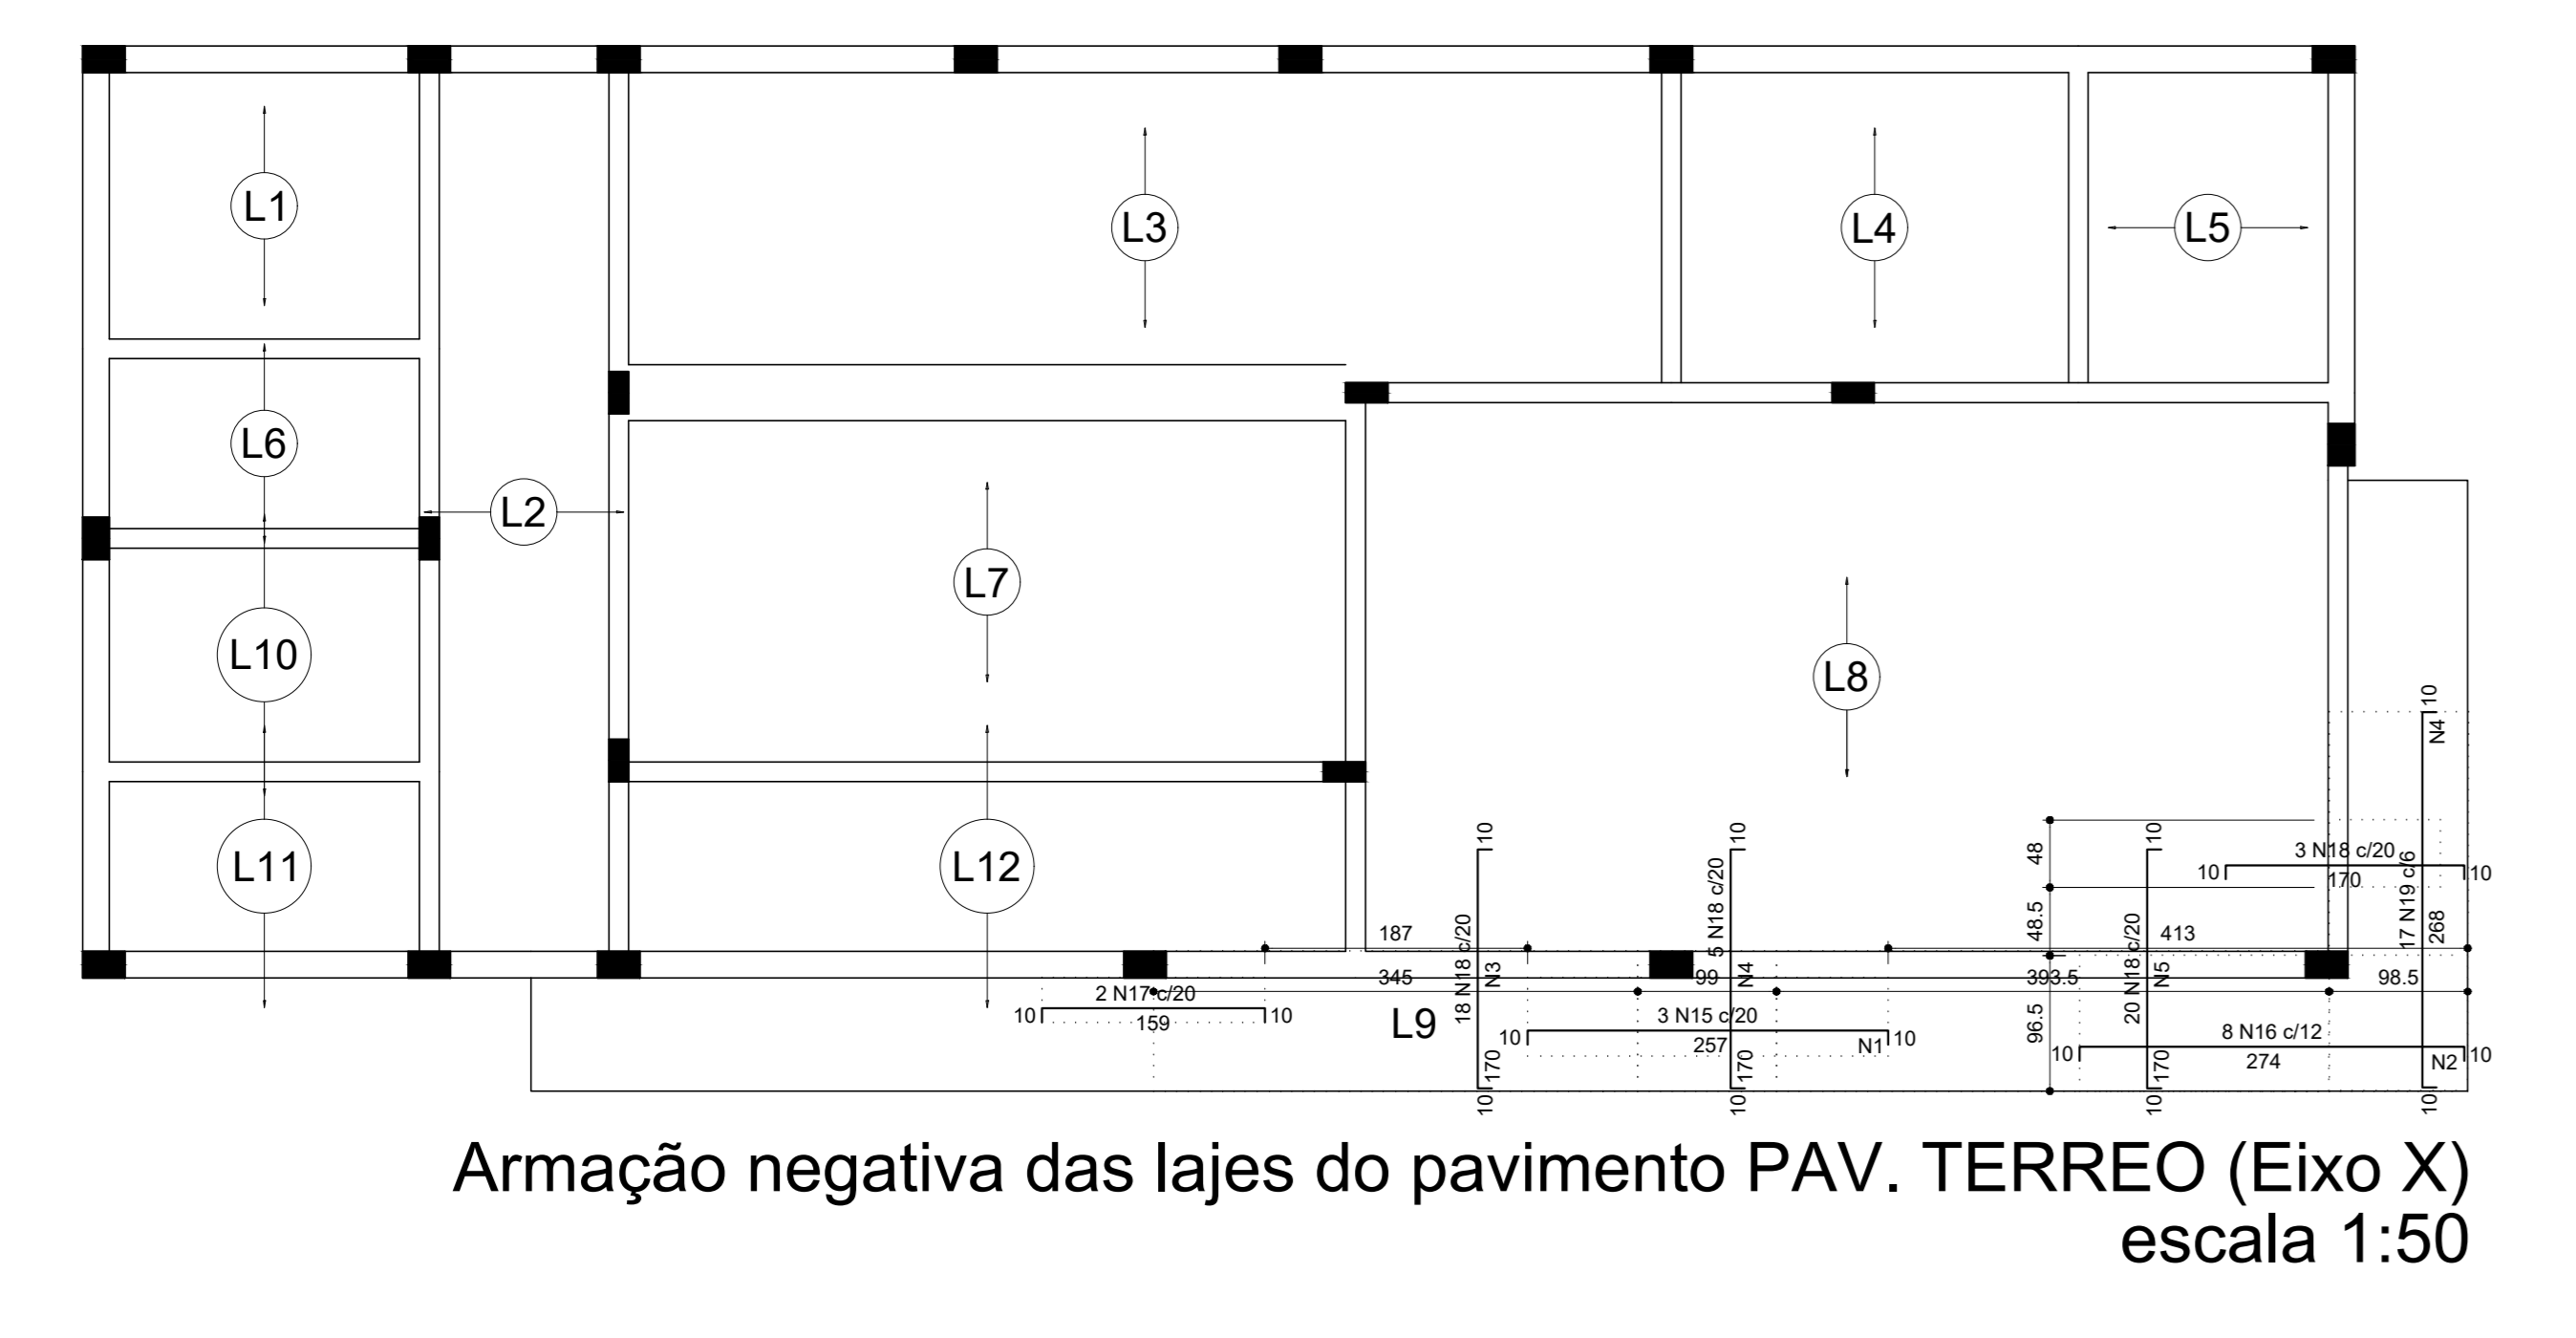 L1
L3
L4
L5
L6
L2
L7
L10
L8
L11
L12
L9
10
10
10
10
N4
48
48.5
96.5
3 N18 c/20
10
170
10
17 N19 c/6
268
10
187
413
345
99
393.5
98.5
18 N18 c/20
N3
170
10
5 N18 c/20
N4
170
10
20 N18 c/20
N5
170
10
2 N17 c/20
10
159
10
3 N15 c/20
10
257
N1
10
8 N16 c/12
10
274
N2
10
Armação negativa das lajes do pavimento PAV. TERREO (Eixo X)
escala 1:50